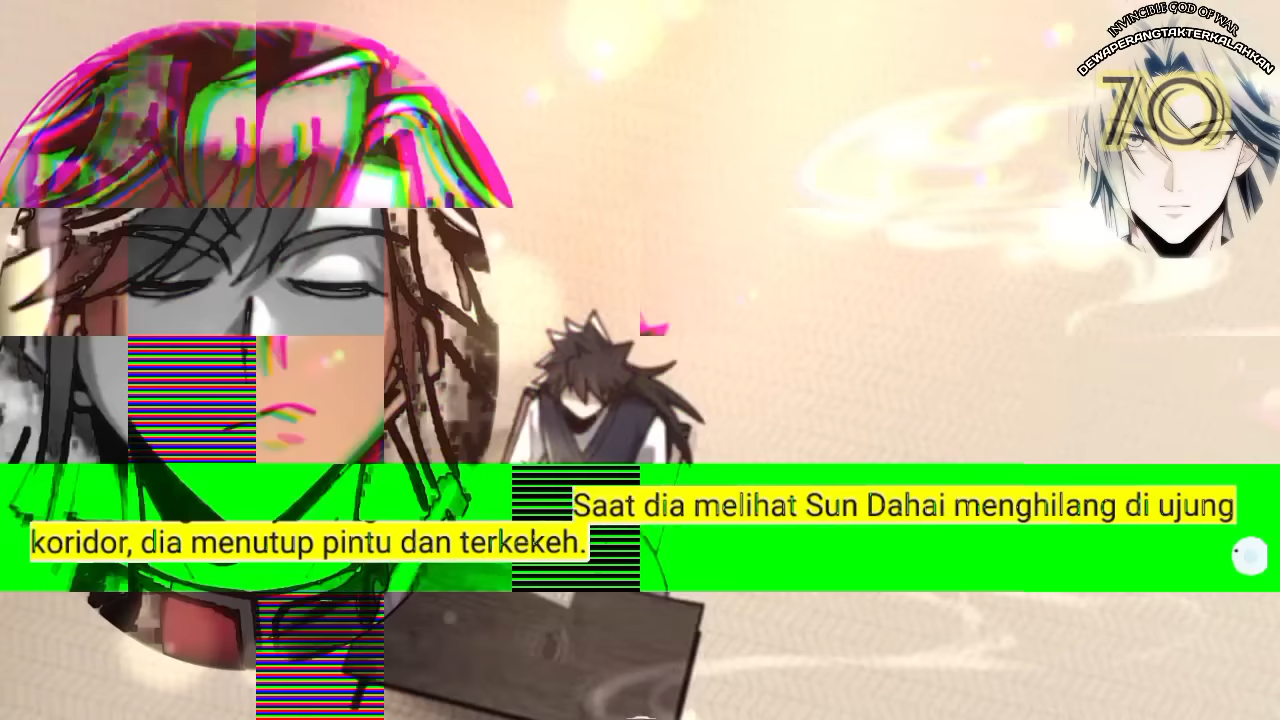 INVINCIBLE GOD OF WAR
DEWAPERANGTAKTERKALAHKAN
70
Saat dia melihat Sun Dahai menghilang di ujung
koridor, dia menutup pintu dan terkekeh.